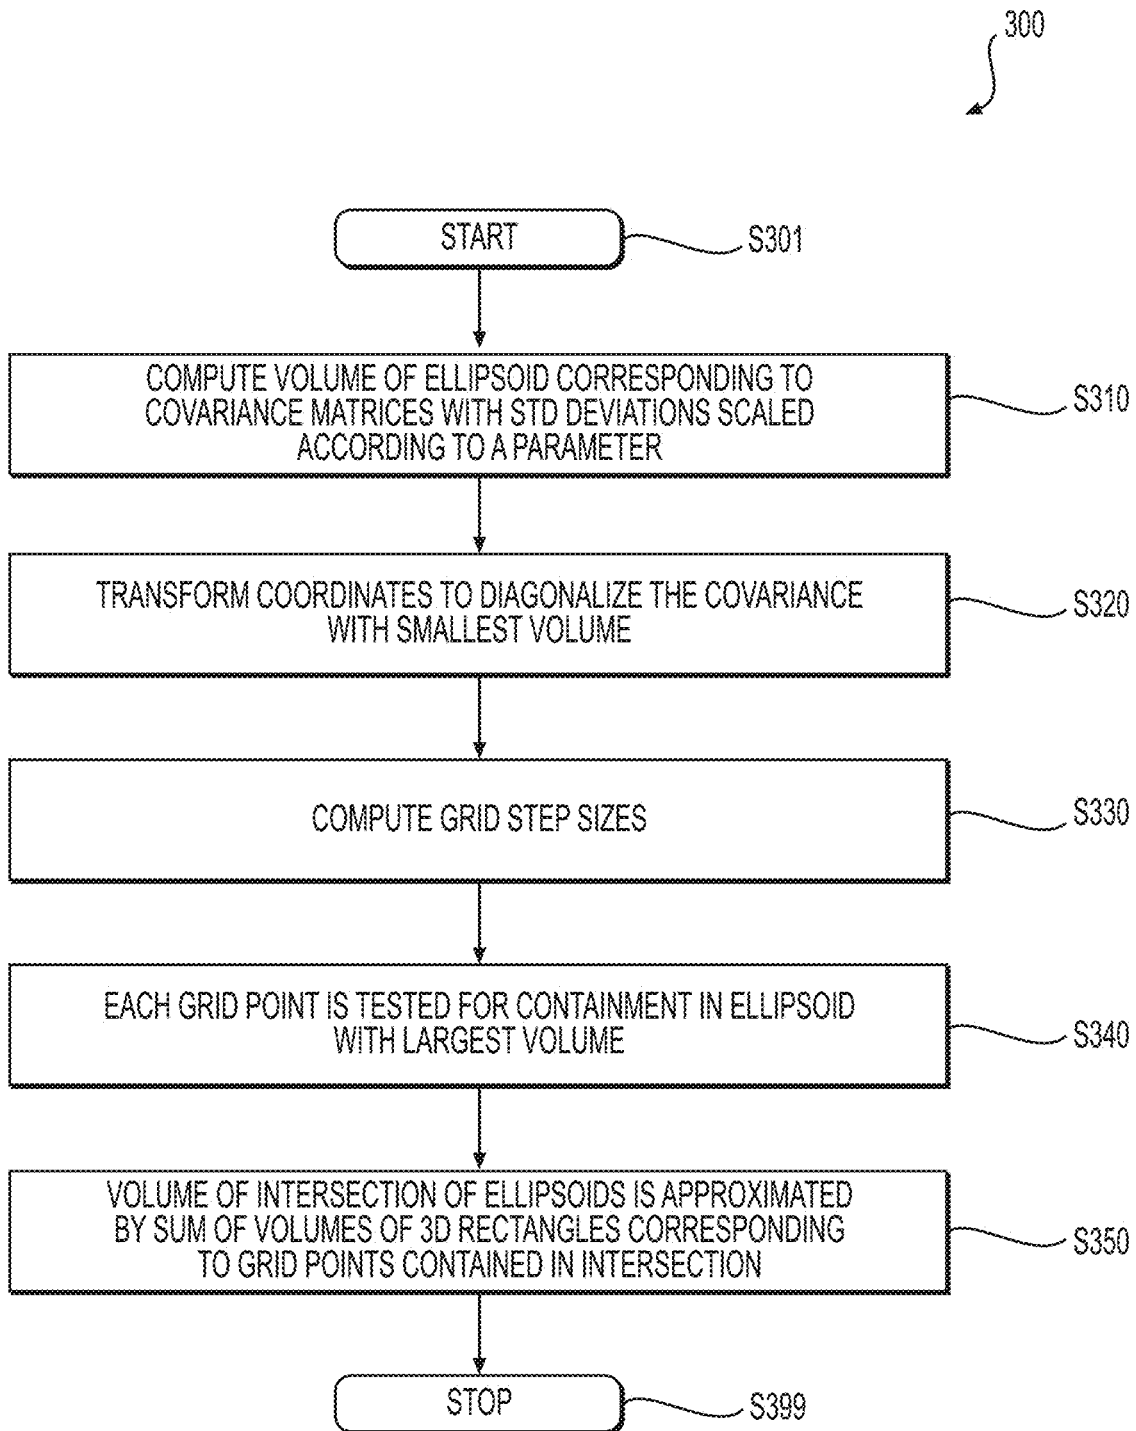 300
START
S301
COMPUTE VOLUME OF ELLIPSOID CORRESPONDING TO
COVARIANCE MATRICES WITH STD DEVIATIONS SCALED
ACCORDING TO A PARAMETER
S310
TRANSFORM COORDINATES TO DIAGONALIZE THE COVARIANCE
WITH SMALLEST VOLUME
S320
COMPUTE GRID STEP SIZES
S330
EACH GRID POINT IS TESTED FOR CONTAINMENT IN ELLIPSOID
WITH LARGEST VOLUME
S340
VOLUME OF INTERSECTION OF ELLIPSOIDS IS APPROXIMATED
BY SUM OF VOLUMES OF 3D RECTANGLES CORRESPONDING
TO GRID POINTS CONTAINED IN INTERSECTION
S350
STOP
S399